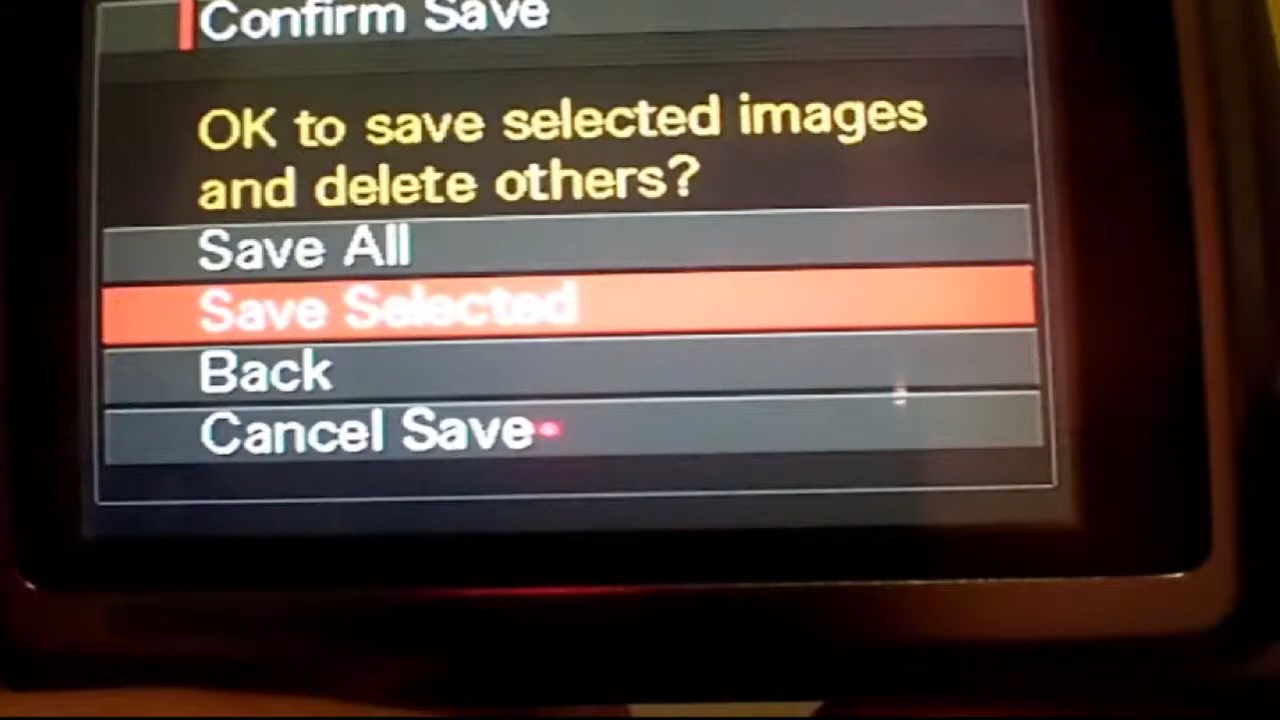 Confirm Save
OK to save selected images
and delete others?
Save All
Save Selected
Back
Cancel Save